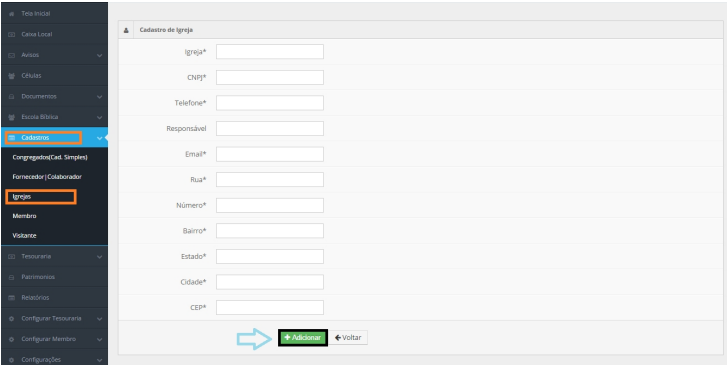 Tela Inicial
Caixa Local
Avisos
Células
Documentos
Escola Bíblica
Cadastros
Congregados(Cad. Simples)
Fornecedor|Colaborador
Igrejas
Membro
Visitante
Tesouraria
Patrimonios
Relatórios
Configurar Tesouraria
Configurar Membro
Configurações
Cadastro de Igreja
Igreja*
CNPJ*
Telefone*
Responsável
Email*
Rua*
Número*
Bairro*
Estado*
Cidade*
CEP*
+ Adicionar
Voltar